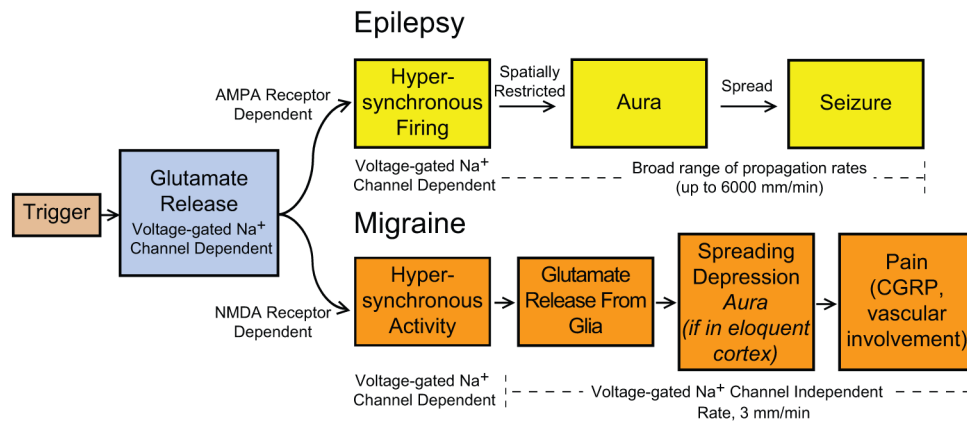 Epilepsy
AMPA Receptor
Dependent
Hyper-
synchronous
Firing
Spatially
Restricted
Aura
Spread
Seizure
Voltage-gated Na⁺
Channel Dependent
Broad range of propagation rates
(up to 6000 mm/min)
Trigger
Glutamate
Release
Voltage-gated Na⁺
Channel Dependent
Migraine
NMDA Receptor
Dependent
Hyper-
synchronous
Activity
Glutamate
Release From
Glia
Spreading
Depression
Aura
(if in eloquent
cortex)
Pain
(CGRP,
vascular
involvement)
Voltage-gated Na⁺
Channel Dependent
Voltage-gated Na⁺ Channel Independent
Rate, 3 mm/min